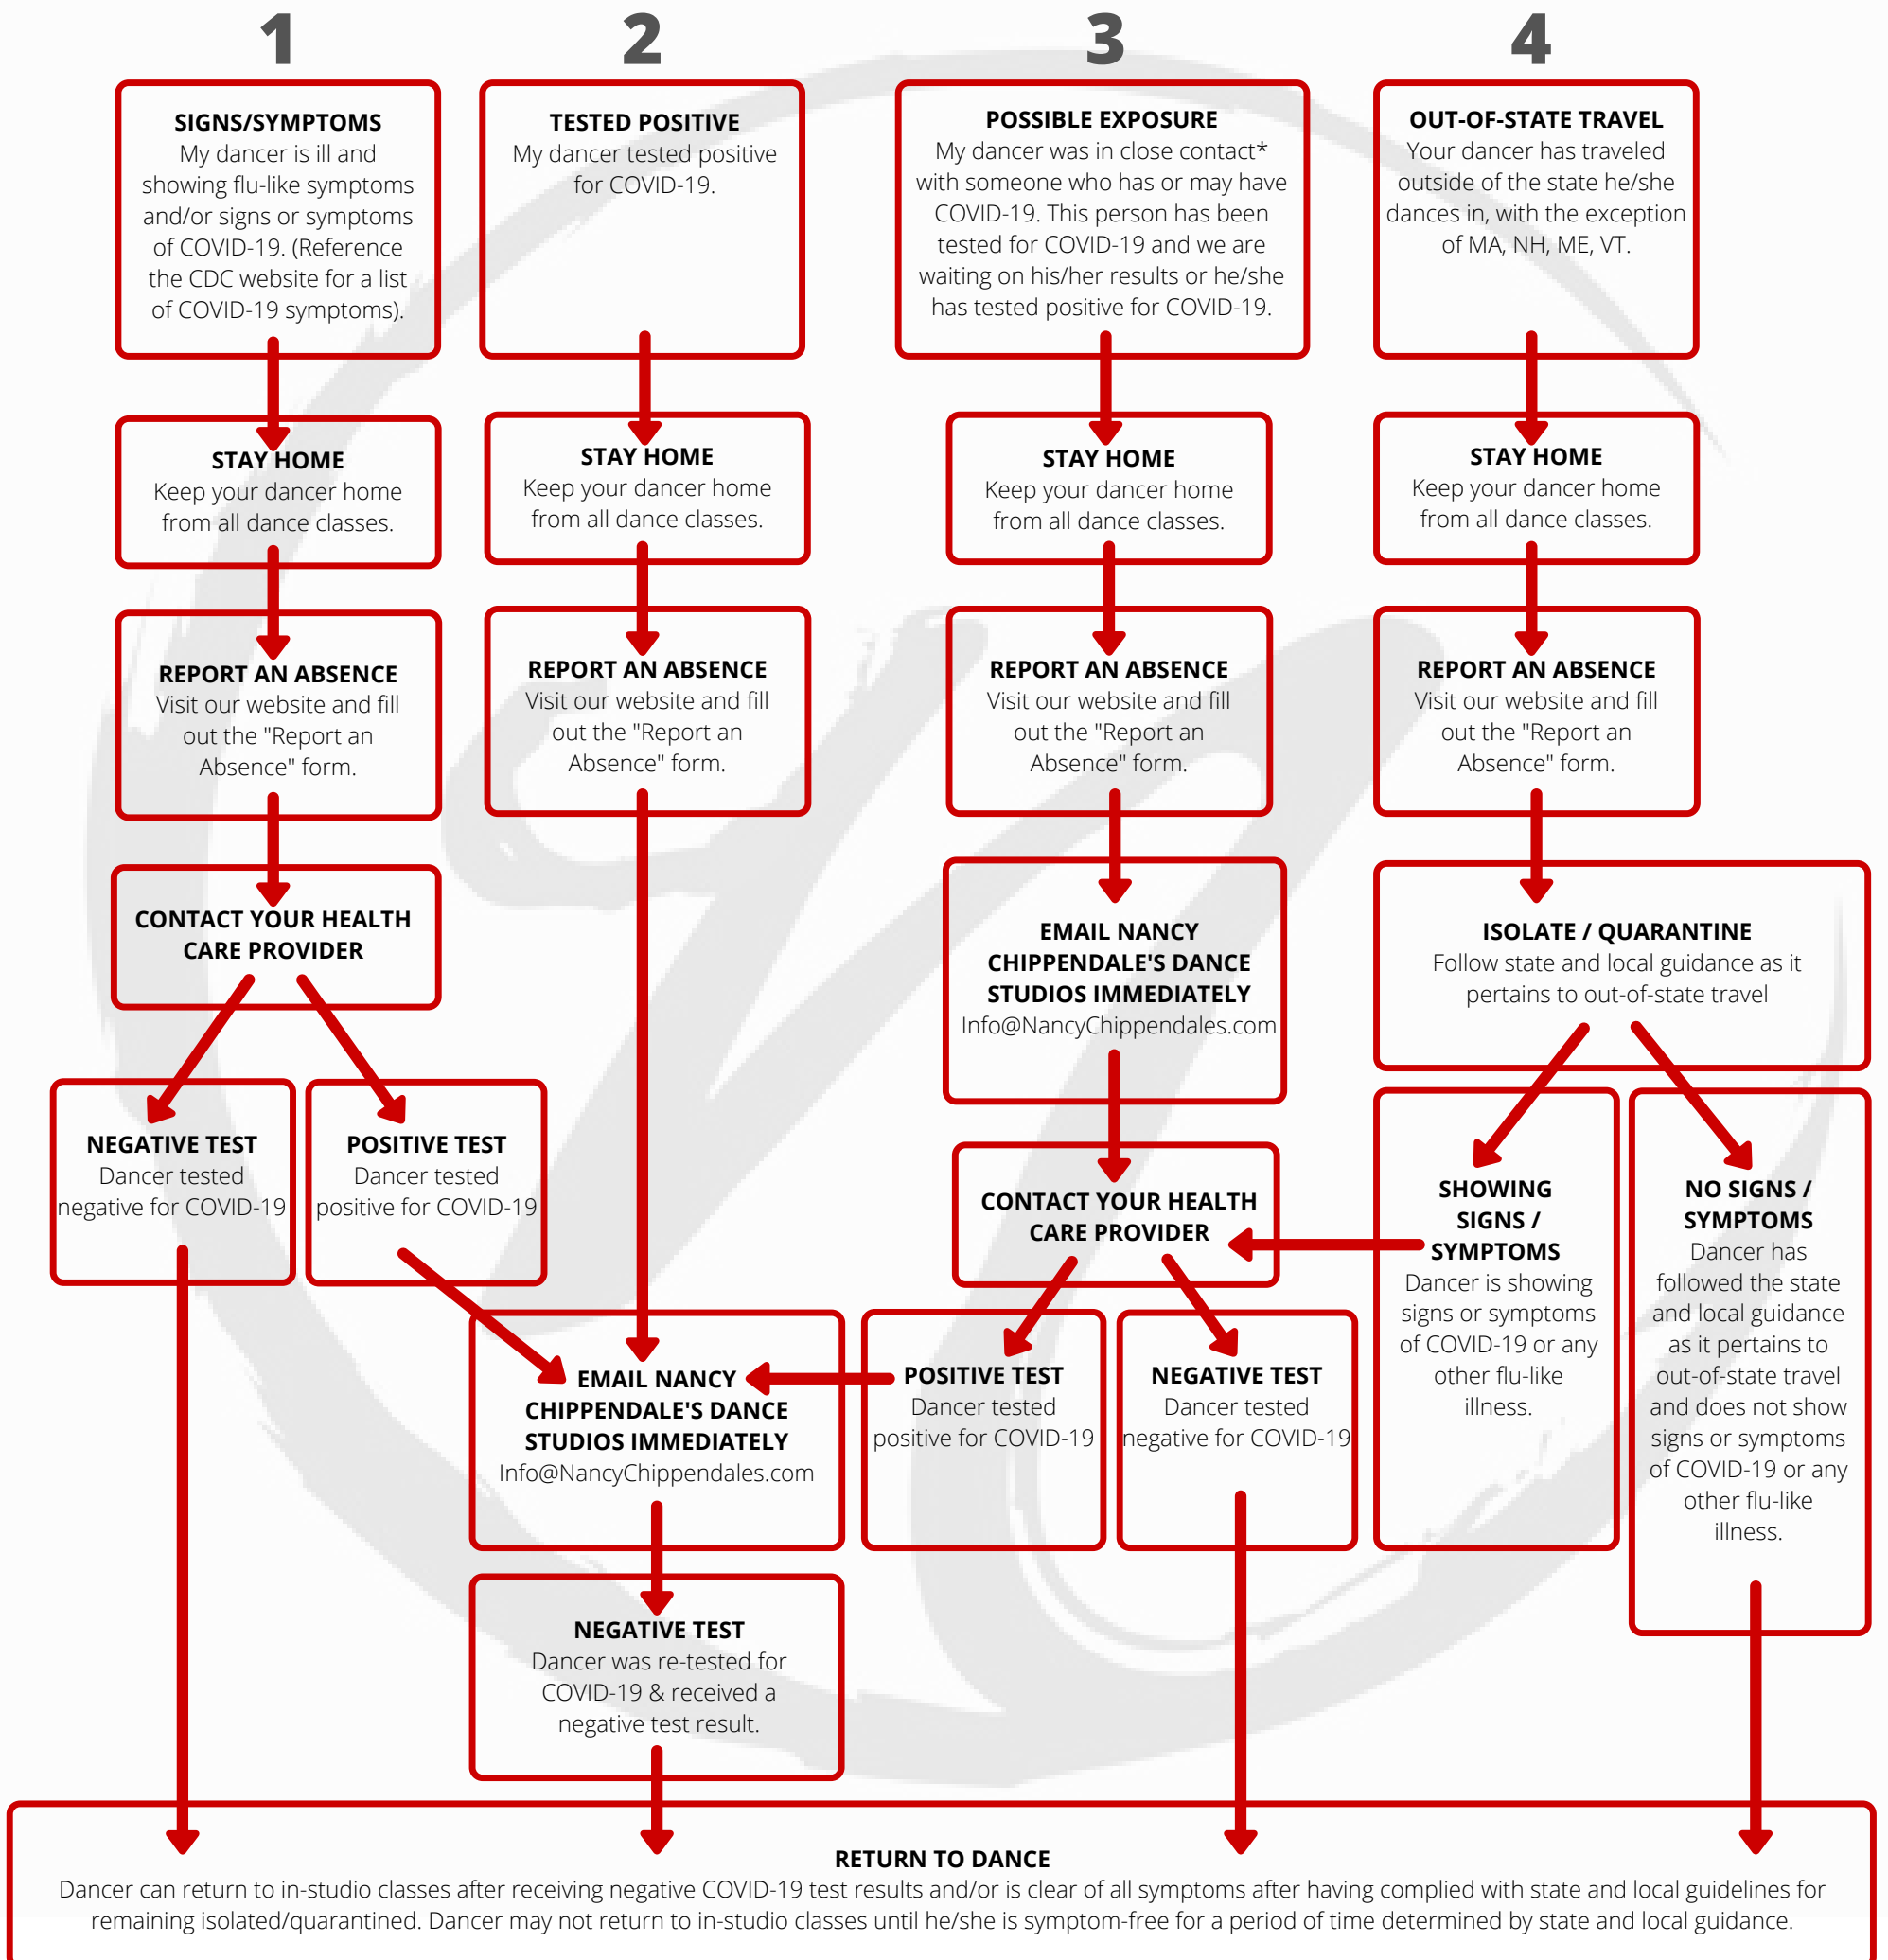 1
2
3
4
SIGNS/SYMPTOMS
My dancer is ill and
showing flu-like symptoms
and/or signs or symptoms
of COVID-19. (Reference
the CDC website for a list
of COVID-19 symptoms).
TESTED POSITIVE
My dancer tested positive
for COVID-19.
POSSIBLE EXPOSURE
My dancer was in close contact*
with someone who has or may have
COVID-19. This person has been
tested for COVID-19 and we are
waiting on his/her results or he/she
has tested positive for COVID-19.
OUT-OF-STATE TRAVEL
Your dancer has traveled
outside of the state he/she
dances in, with the exception
of MA, NH, ME, VT.
STAY HOME
Keep your dancer home
from all dance classes.
STAY HOME
Keep your dancer home
from all dance classes.
STAY HOME
Keep your dancer home
from all dance classes.
STAY HOME
Keep your dancer home
from all dance classes.
REPORT AN ABSENCE
Visit our website and fill
out the "Report an
Absence" form.
REPORT AN ABSENCE
Visit our website and fill
out the "Report an
Absence" form.
REPORT AN ABSENCE
Visit our website and fill
out the "Report an
Absence" form.
REPORT AN ABSENCE
Visit our website and fill
out the "Report an
Absence" form.
CONTACT YOUR HEALTH
CARE PROVIDER
EMAIL NANCY
CHIPPENDALE'S DANCE
STUDIOS IMMEDIATELY
Info@NancyChippendales.com
ISOLATE / QUARANTINE
Follow state and local guidance as it
pertains to out-of-state travel
NEGATIVE TEST
Dancer tested
negative for COVID-19
POSITIVE TEST
Dancer tested
positive for COVID-19
CONTACT YOUR HEALTH
CARE PROVIDER
SHOWING
SIGNS /
SYMPTOMS
Dancer is showing
signs or symptoms
of COVID-19 or any
other flu-like
illness.
NO SIGNS /
SYMPTOMS
Dancer has
followed the state
and local guidance
as it pertains to
out-of-state travel
and does not show
signs or symptoms
of COVID-19 or any
other flu-like
illness.
EMAIL NANCY
CHIPPENDALE'S DANCE
STUDIOS IMMEDIATELY
Info@NancyChippendales.com
POSITIVE TEST
Dancer tested
positive for COVID-19
NEGATIVE TEST
Dancer tested
negative for COVID-19
NEGATIVE TEST
Dancer was re-tested for
COVID-19 & received a
negative test result.
RETURN TO DANCE
Dancer can return to in-studio classes after receiving negative COVID-19 test results and/or is clear of all symptoms after having complied with state and local guidelines for
remaining isolated/quarantined. Dancer may not return to in-studio classes until he/she is symptom-free for a period of time determined by state and local guidance.